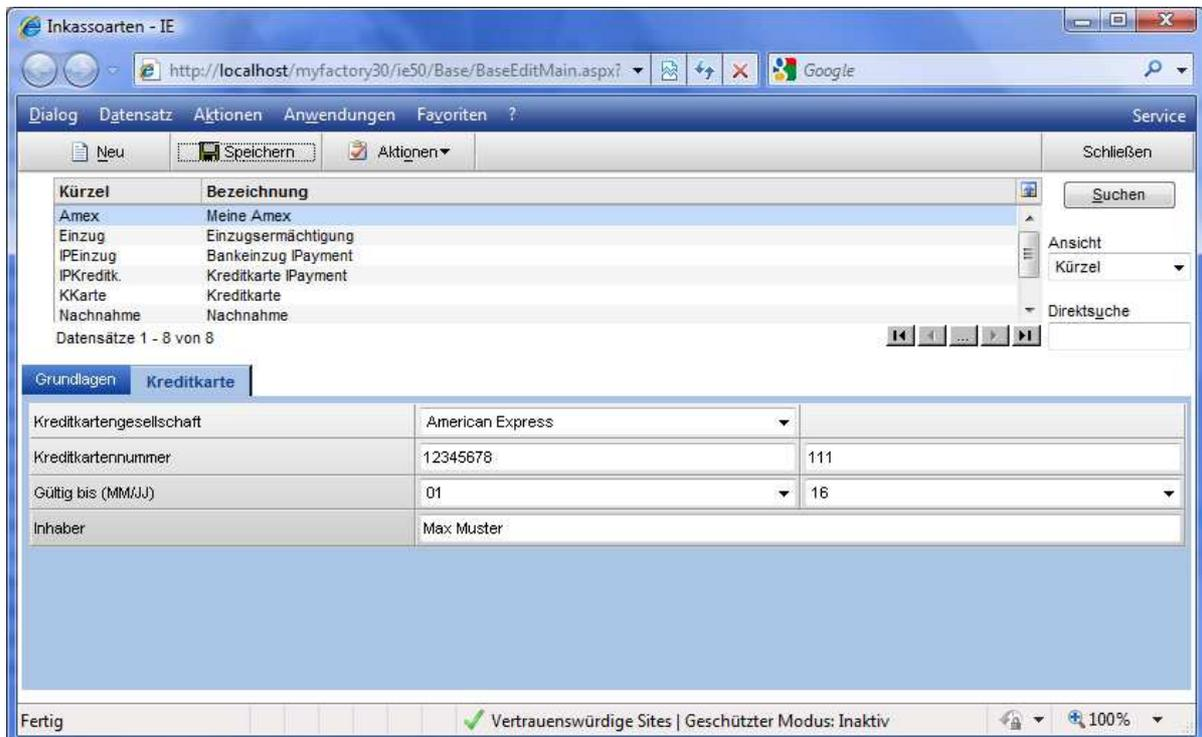 Inkassoarten - IE
http://localhost/myfactory30/ie50/Base/BaseEditMain.aspx?
Google
Dialog Datensatz Aktionen Anwendungen Favoriten ? Service
Neu Speichern Aktionen Schließen
Kürzel Bezeichnung
Suchen
Amex Meine Amex
Einzug Einzugsermächtigung
Ansicht
IPEinzug Bankeinzug IPayment
Kürzel
IPKreditk. Kreditkarte IPayment
KKarte Kreditkarte
Nachnahme Nachnahme
Direktsuche
Datensätze 1 - 8 von 8
...
Grundlagen Kreditkarte
Kreditkartengesellschaft American Express
Kreditkartennummer 12345678 111
Gültig bis (MM/JJ) 01 16
Inhaber Max Muster
Fertig Vertrauenswürdige Sites | Geschützter Modus: Inaktiv 100%